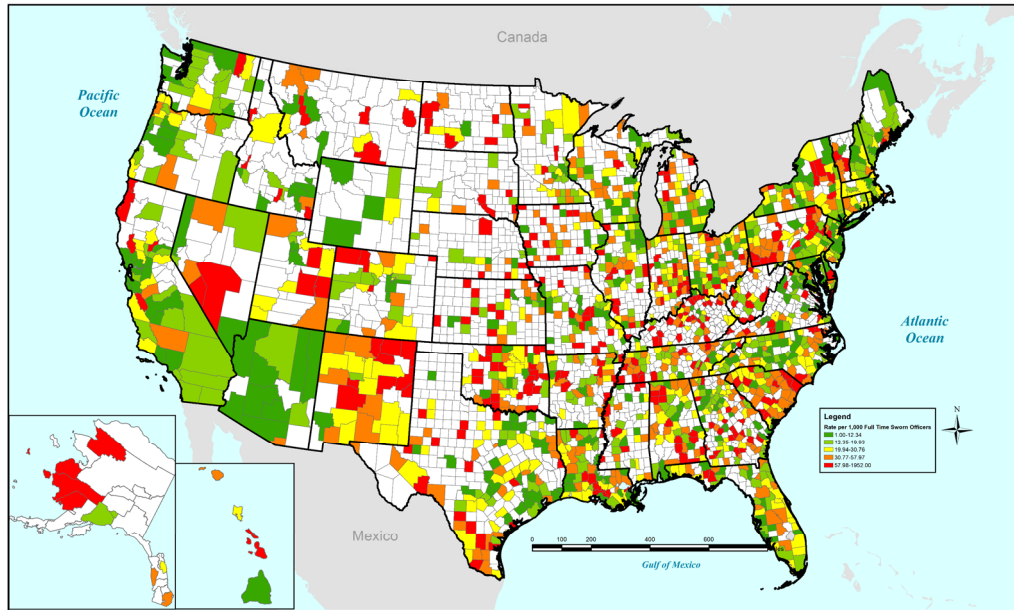 Canada
Pacific
Ocean
Atlantic
Ocean
Legend
Rate per 1,000 Full Time Sworn Officers
1.00-12.34
19.94-30.76
30.77-57.97
57.98-1952.00
N
Mexico
0 200 400 600 800
Gulf of Mexico